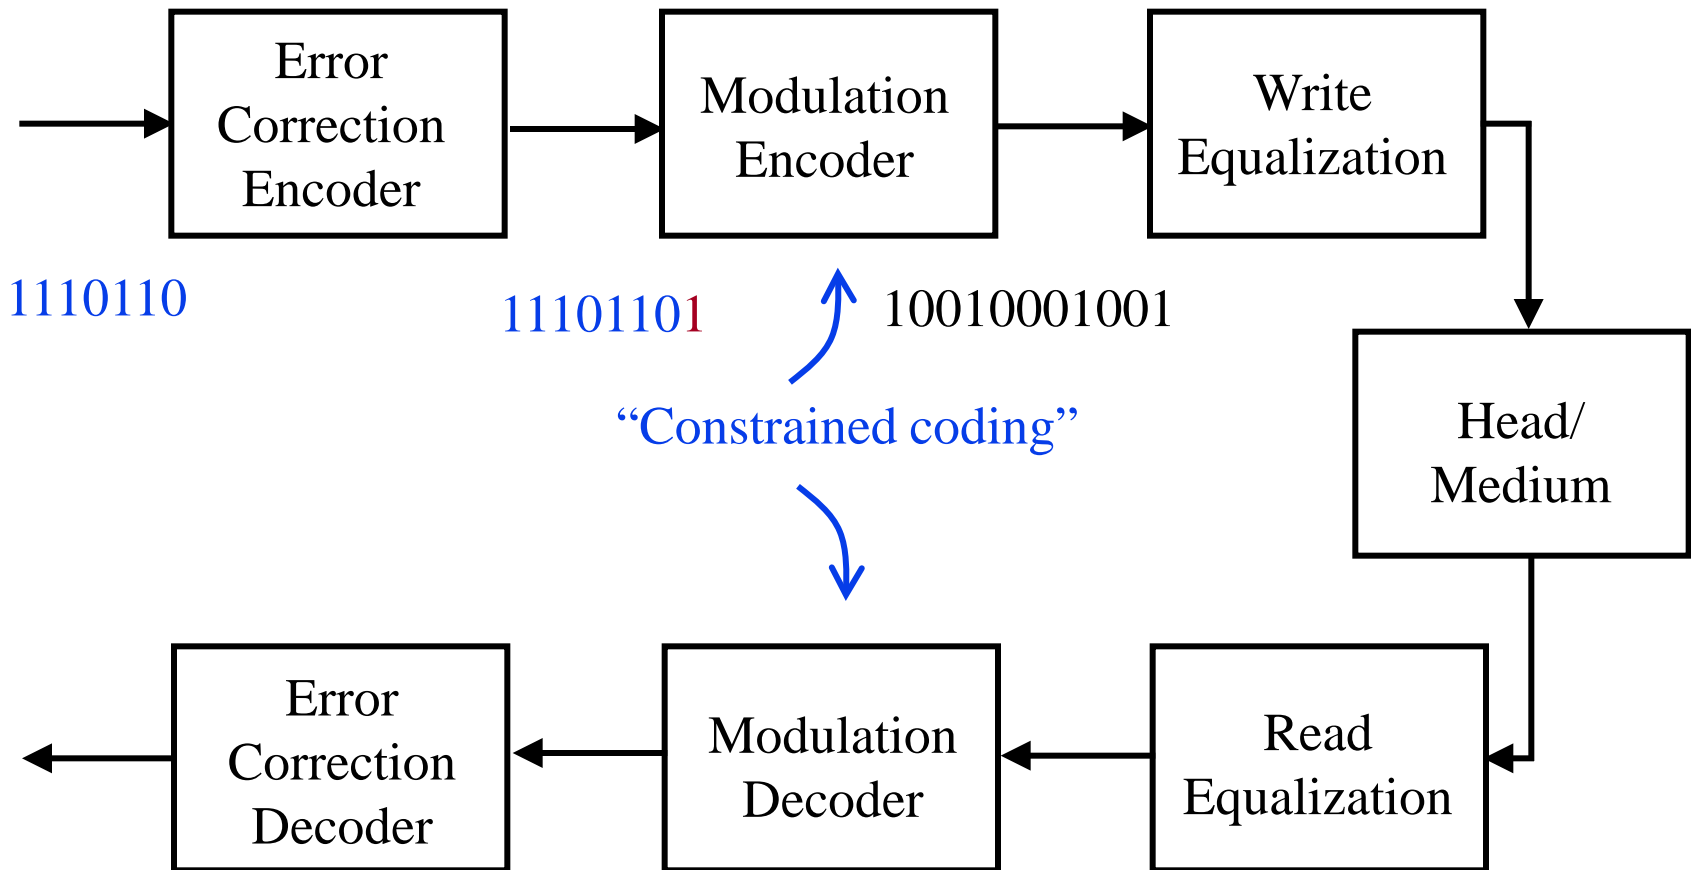 Error
Correction
Encoder
Modulation
Encoder
Write
Equalization
1110110
11101101
10010001001
“Constrained coding”
Head/
Medium
Error
Correction
Decoder
Modulation
Decoder
Read
Equalization